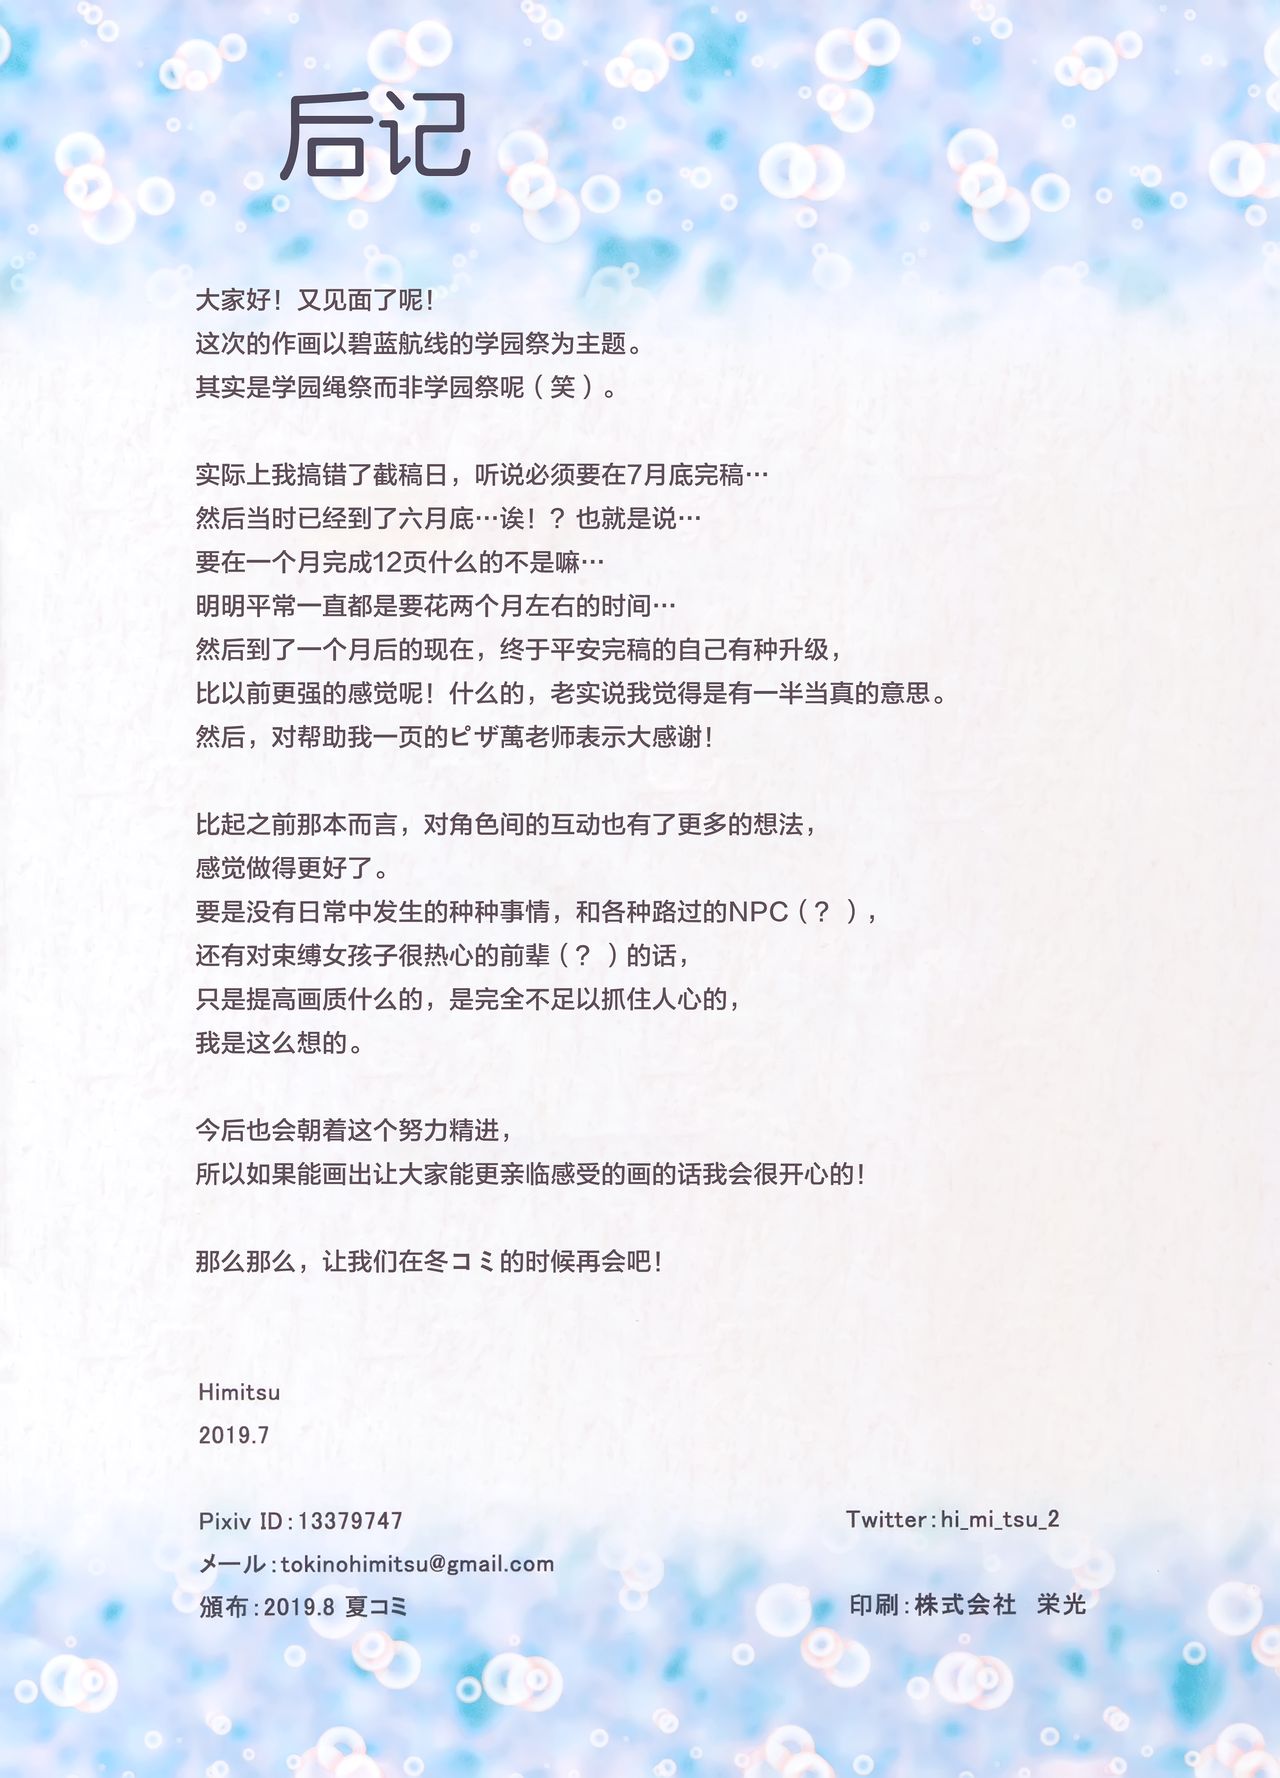 后记
大家好！又见面了呢！
这次的作画以碧蓝航线的学园祭为主题。
其实是学园绳祭而非学园祭呢（笑）。
实际上我搞错了截稿日，听说必须要在7月底完稿…
然后当时已经到了六月底…诶！？也就是说…
要在一个月完成12页什么的不是嘛…
明明平常一直都是要花两个月左右的时间…
然后到了一个月后的现在，终于平安完稿的自己有种升级，
比以前更强的感觉呢！什么的，老实说我觉得是有一半当真的意思。
然后，对帮助我一页的ピザ萬老师表示大感谢！
比起之前那本而言，对角色间的互动也有了更多的想法，
感觉做得更好了。
要是没有日常中发生的种种事情，和各种路过的NPC（？），
还有对束缚女孩子很热心的前辈（？）的话，
只是提高画质什么的，是完全不足以抓住人心的，
我是这么想的。
今后也会朝着这个努力精进，
所以如果能画出让大家能更亲临感受的画的话我会很开心的！
那么那么，让我们在冬コミ的时候再会吧！
Himitsu
2019.7
Pixiv ID：13379747
Twitter：hi_mi_tsu_2
メール：tokinohimitsu@gmail.com
頒布：2019.8 夏コミ
印刷：株式会社　栄光